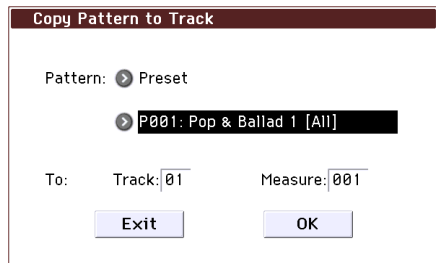 Copy Pattern to Track
Pattern: Preset
P001: Pop & Ballad 1 [All]
To: Track: 01 Measure: 001
Exit OK